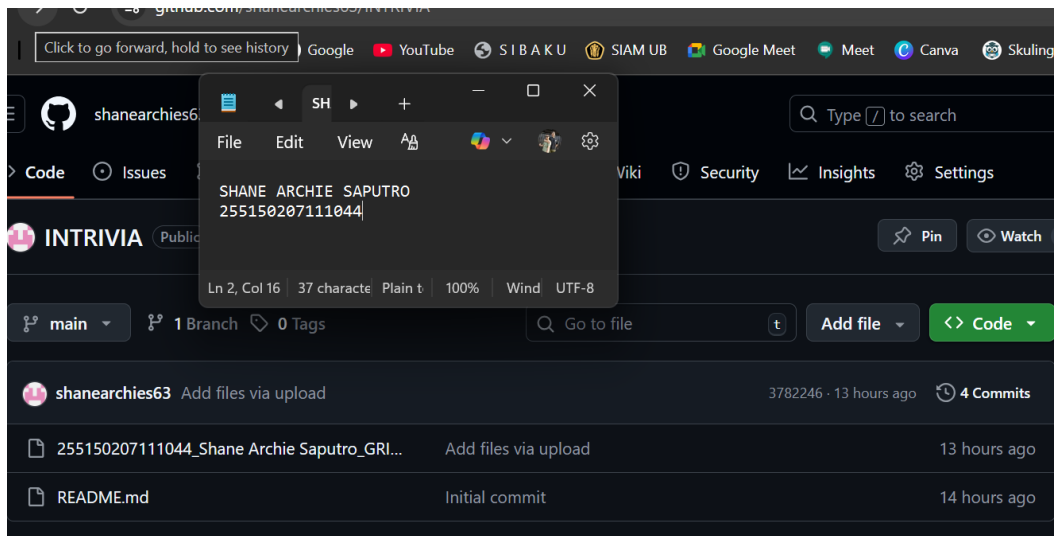 github.com/shanearchies63/INTRIVIA
Click to go forward, hold to see history
Google YouTube S I B A K U SIAM UB Google Meet Meet Canva Skuling
shanearchies6
SH
Type / to search
File Edit View
Code Issues Wiki Security Insights Settings
SHANE ARCHIE SAPUTRO
255150207111044
INTRIVIA Public Pin Watch
Ln 2, Col 16 37 characte Plain t 100% Wind UTF-8
main 1 Branch 0 Tags Go to file t Add file Code
shanearchies63 Add files via upload 3782246 · 13 hours ago 4 Commits
255150207111044_Shane Archie Saputro_GRI... Add files via upload 13 hours ago
README.md Initial commit 14 hours ago